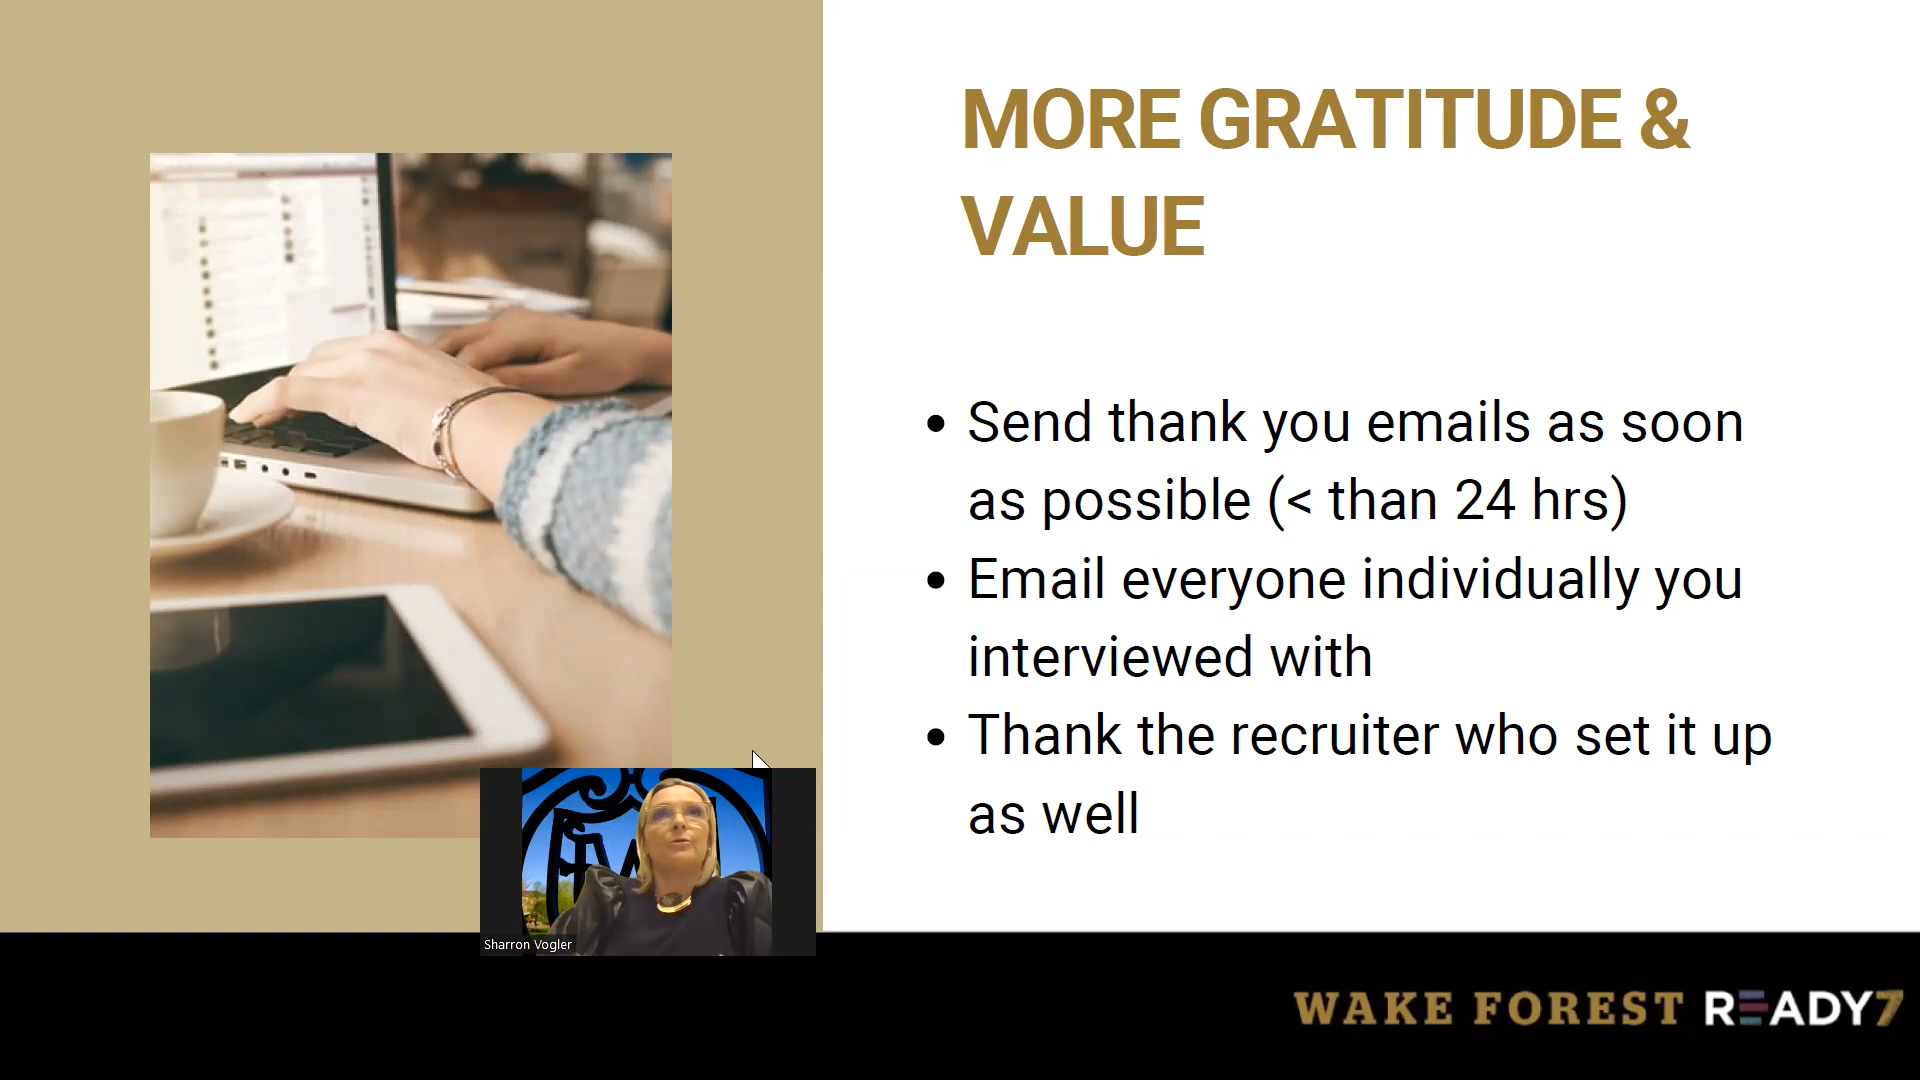 MORE GRATITUDE &
VALUE
• Send thank you emails as soon
as possible (< than 24 hrs)
• Email everyone individually you
interviewed with
• Thank the recruiter who set it up
as well
Sharron Vogler
WAKE FOREST READY7